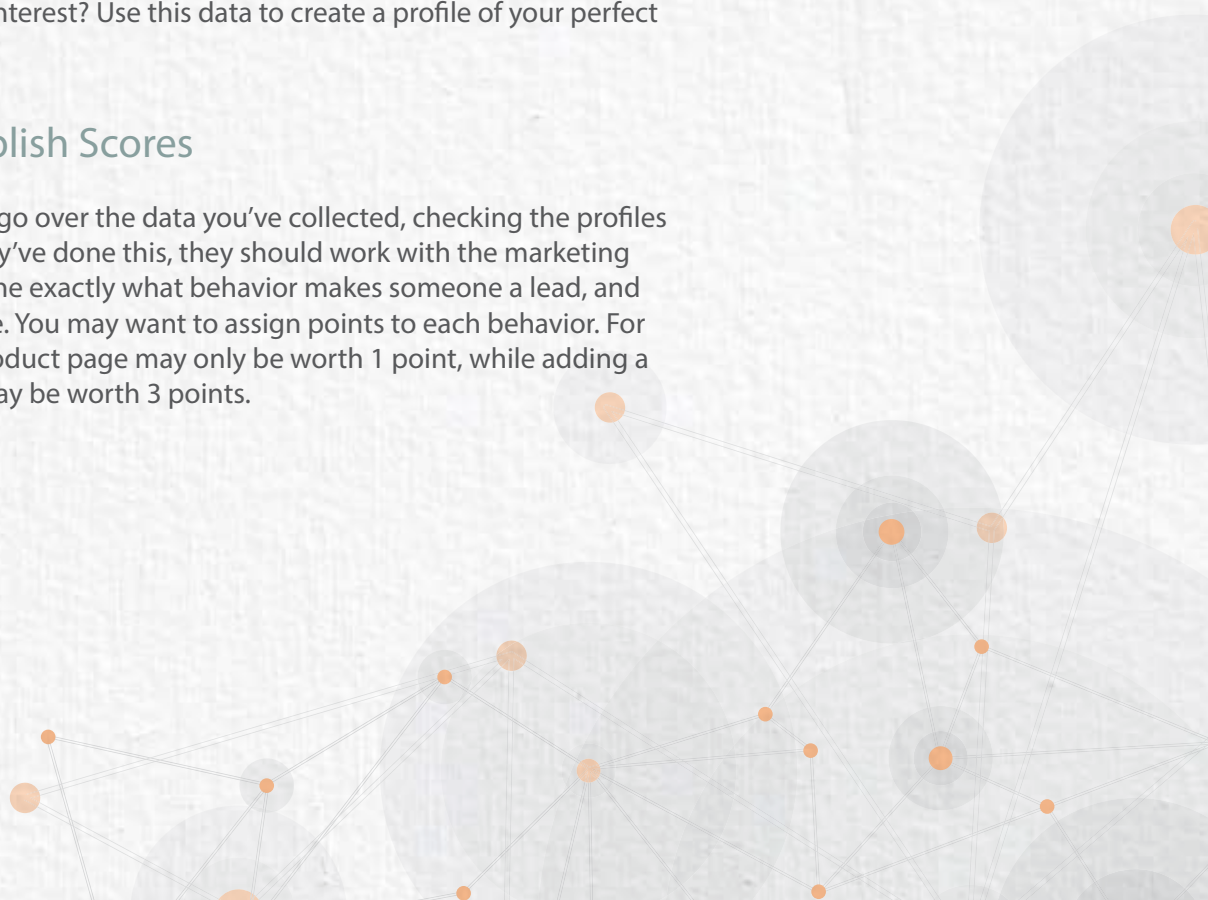 nterest? Use this data to create a profile of your perfect
lish Scores
go over the data you’ve collected, checking the profiles
y’ve done this, they should work with the marketing
ne exactly what behavior makes someone a lead, and
e. You may want to assign points to each behavior. For
oduct page may only be worth 1 point, while adding a
ay be worth 3 points.